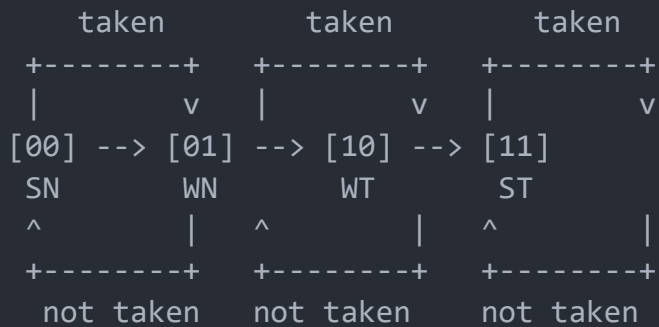 taken taken taken
+--------+ +--------+ +--------+
| v | v | v
[00] --> [01] --> [10] --> [11]
SN WN WT ST
^ | ^ | ^ |
+--------+ +--------+ +--------+
not taken not taken not taken